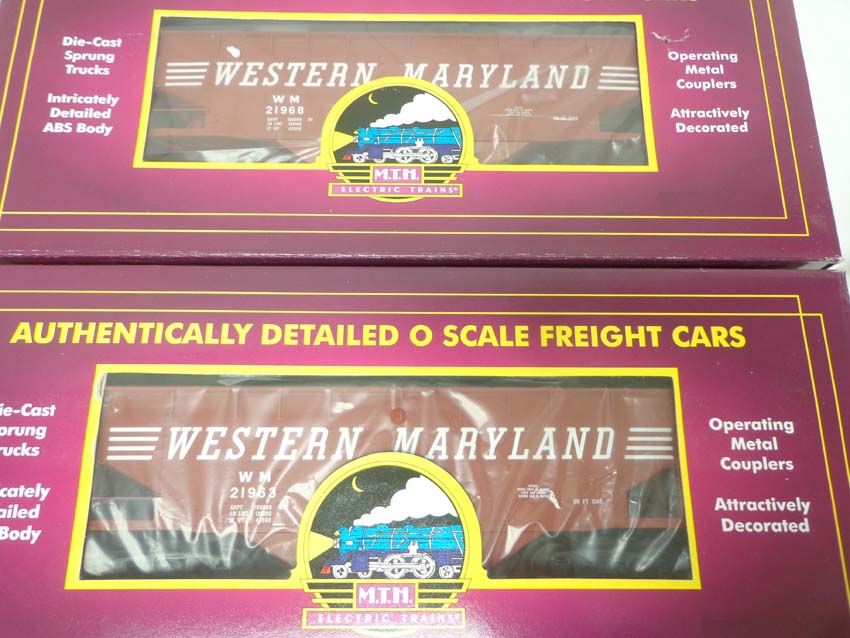 Die-Cast
Sprung
Trucks
Intricately
Detailed
ABS Body
WESTERN MARYLAND
WM
21968
Operating
Metal
Couplers
Attractively
Decorated
M.T.H.
ELECTRIC TRAINS®
AUTHENTICALLY DETAILED O SCALE FREIGHT CARS
ie-Cast
prung
rucks
cately
ailed
Body
WESTERN MARYLAND
WM
21963
Operating
Metal
Couplers
Attractively
Decorated
M.T.H.
ELECTRIC TRAINS®